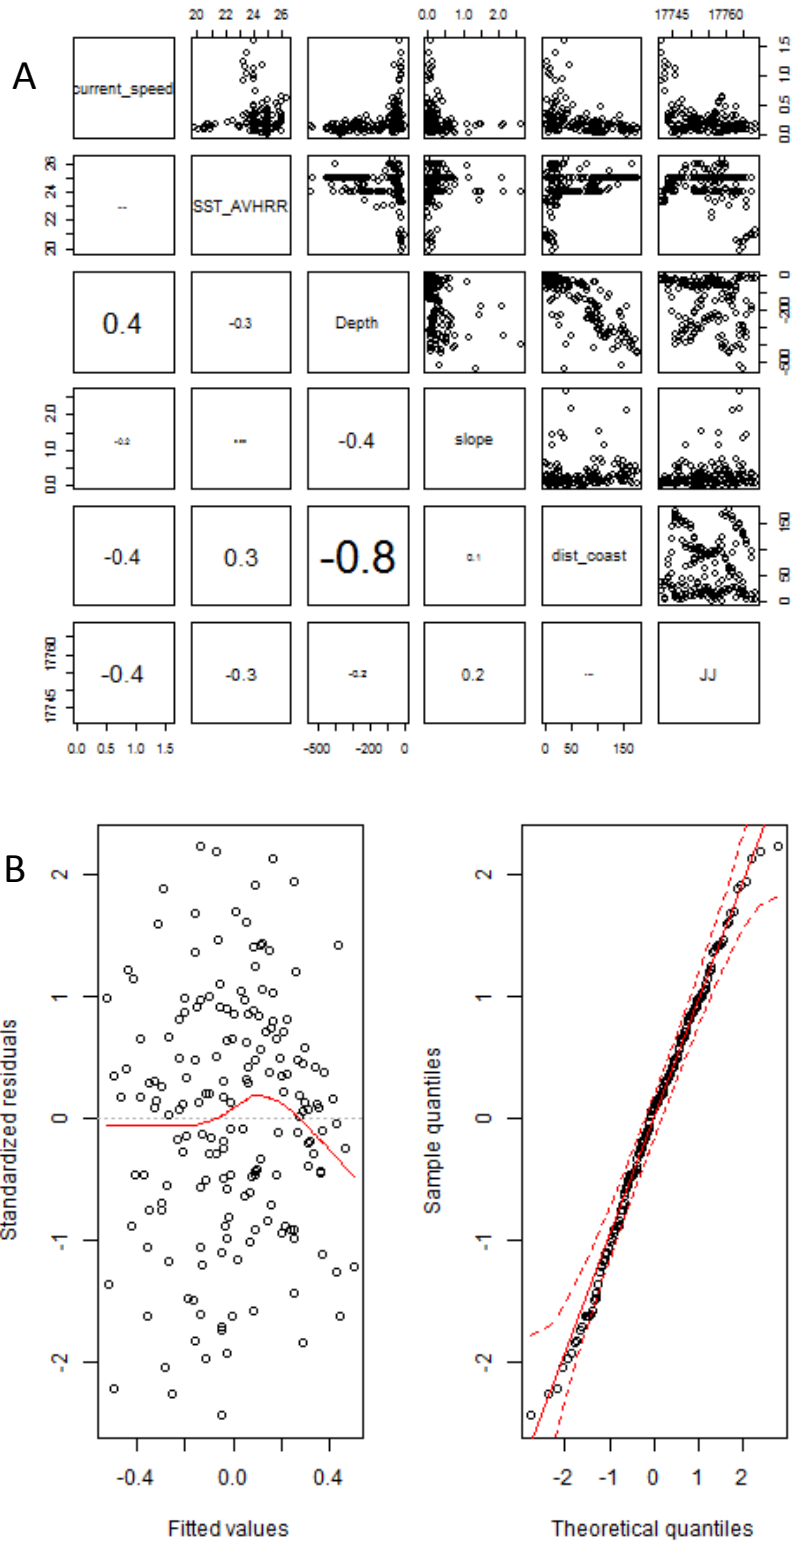 20 22 24 26 0.0 1.0 2.0 17745 17760
A
current_speed
0.0 0.5 1.0 1.5
20 22 24 26
--
SST_AVHRR
0.4
-0.3
Depth
-500 -200 0
0.0 1.0 2.0
-0.2
-0.4
slope
-0.4
0.3
-0.8
0.1
dist_coast
0 50 150
17745 17760
-0.4
-0.3
-0.2
0.2
JJ
0.0 0.5 1.0 1.5 -500 -200 0 0 50 150
B
Standardized residuals
-2 -1 0 1 2
-0.4 0.0 0.4
Fitted values
Sample quantiles
-2 -1 0 1 2
-2 -1 0 1 2
Theoretical quantiles